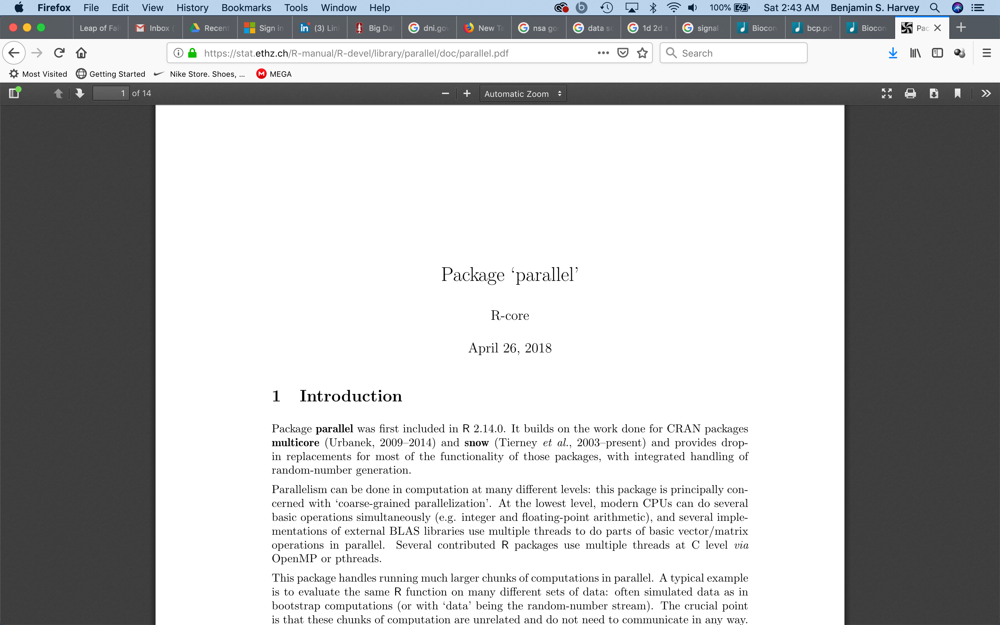 Firefox File Edit View History Bookmarks Tools Window Help 100% Sat 2:43 AM Benjamin S. Harvey
Leap of Fai Inbox ( Recent Sign in (3) Lin Big Da dni.gov New Ta nsa go data sc 1d 2d s signal Biocon bcp.pd Biocon Pac
https://stat.ethz.ch/R-manual/R-devel/library/parallel/doc/parallel.pdf Search
Most Visited Getting Started Nike Store. Shoes, ... MEGA
1 of 14 Automatic Zoom
Package ‘parallel’
R-core
April 26, 2018
1 Introduction
Package parallel was first included in R 2.14.0. It builds on the work done for CRAN packages
multicore (Urbanek, 2009–2014) and snow (Tierney et al., 2003–present) and provides drop-
in replacements for most of the functionality of those packages, with integrated handling of
random-number generation.
Parallelism can be done in computation at many different levels: this package is principally con-
cerned with ‘coarse-grained parallelization’. At the lowest level, modern CPUs can do several
basic operations simultaneously (e.g. integer and floating-point arithmetic), and several imple-
mentations of external BLAS libraries use multiple threads to do parts of basic vector/matrix
operations in parallel. Several contributed R packages use multiple threads at C level via
OpenMP or pthreads.
This package handles running much larger chunks of computations in parallel. A typical example
is to evaluate the same R function on many different sets of data: often simulated data as in
bootstrap computations (or with ‘data’ being the random-number stream). The crucial point
is that these chunks of computation are unrelated and do not need to communicate in any way.